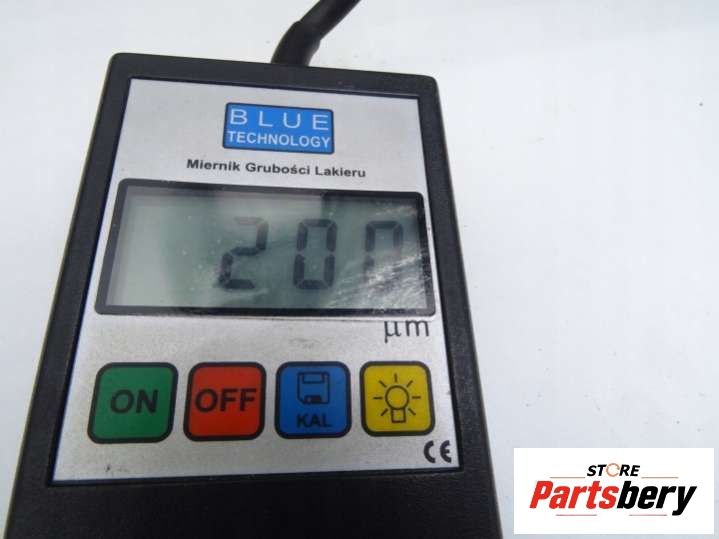 BLUE
TECHNOLOGY
Miernik Grubości Lakieru
200
µm
ON
OFF
KAL
CE
STORE
Partsbery